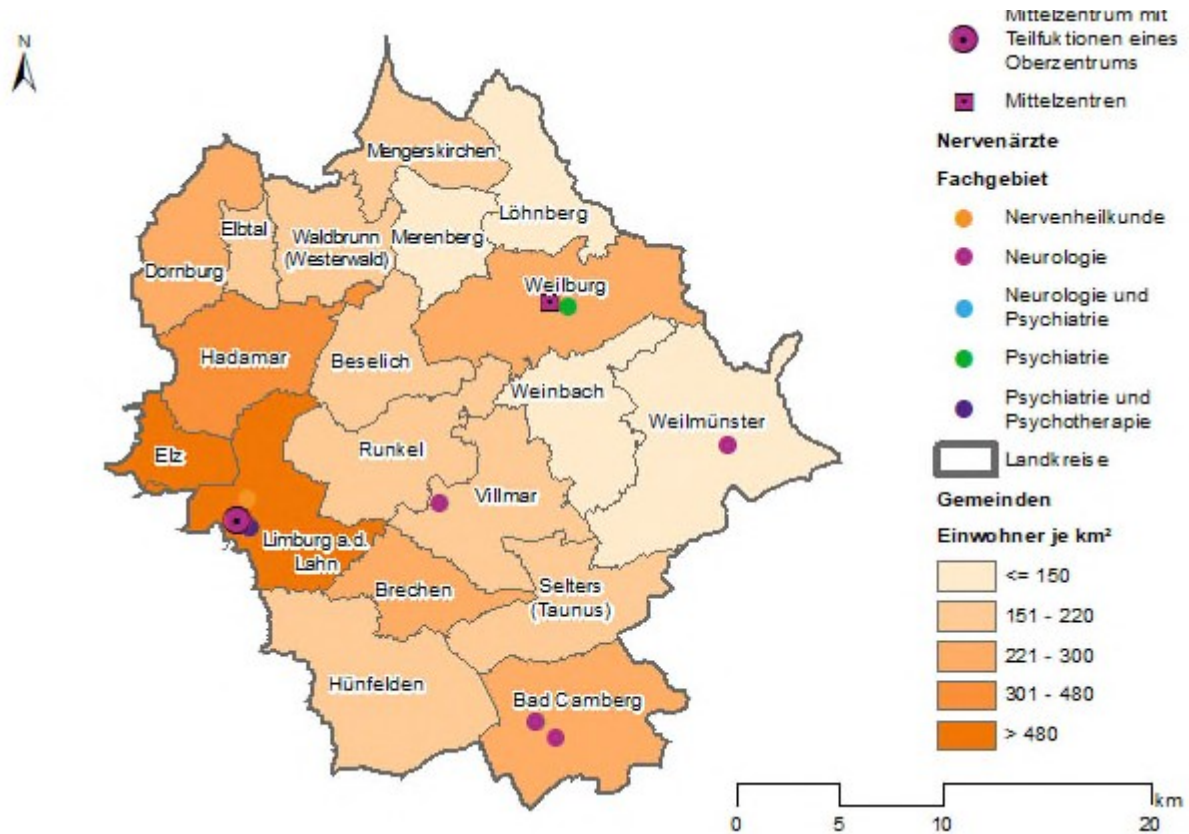 N
Mengerskirchen
Löhnberg
Elbtal
Waldbrunn
(Westerwald)
Merenberg
Dornburg
Weilburg
Hadamar
Beselich
Weinbach
Weilmünster
Elz
Runkel
Villmar
Limburg a.d.
Lahn
Brechen
Selters
(Taunus)
Hünfelden
Bad Camberg
Mittelzentrum mit
Teilfuktionen eines
Oberzentrums
Mittelzentren
Nervenärzte
Fachgebiet
Nervenheilkunde
Neurologie
Neurologie und
Psychiatrie
Psychiatrie
Psychiatrie und
Psychotherapie
Landkreise
Gemeinden
Einwohner je km²
<= 150
151 - 220
221 - 300
301 - 480
> 480
km
0 5 10 20